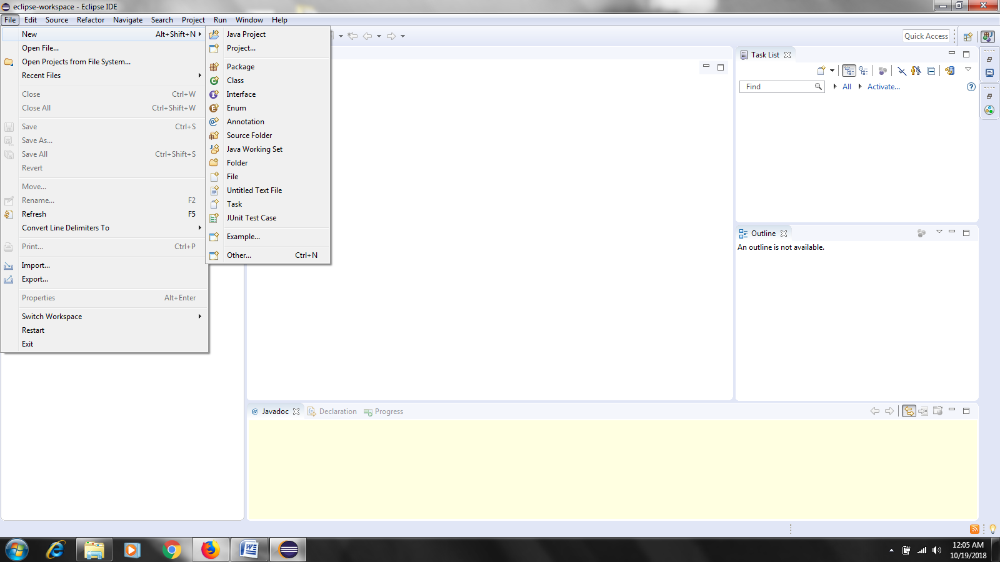 eclipse-workspace - Eclipse IDE
File Edit Source Refactor Navigate Search Project Run Window Help
New Alt+Shift+N
Open File...
Open Projects from File System...
Recent Files
Close Ctrl+W
Close All Ctrl+Shift+W
Save Ctrl+S
Save As...
Save All Ctrl+Shift+S
Revert
Move...
Rename... F2
Refresh F5
Convert Line Delimiters To
Print... Ctrl+P
Import...
Export...
Properties Alt+Enter
Switch Workspace
Restart
Exit
Java Project
Project...
Package
Class
Interface
Enum
Annotation
Source Folder
Java Working Set
Folder
File
Untitled Text File
Task
JUnit Test Case
Example...
Other... Ctrl+N
Quick Access
Task List
Find All Activate...
Outline
An outline is not available.
@ Javadoc Declaration Progress
12:05 AM
10/19/2018